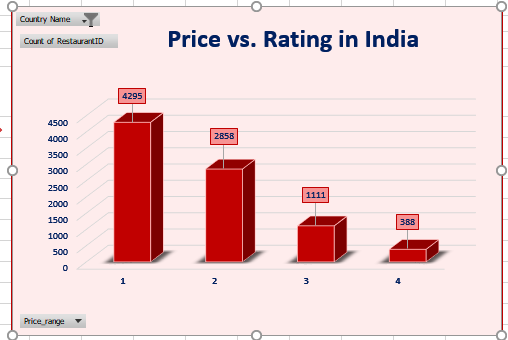 Country Name
Count of RestaurantID
Price vs. Rating in India
4295
2858
1111
388
4500
4000
3500
3000
2500
2000
1500
1000
500
0
1 2 3 4
Price_range